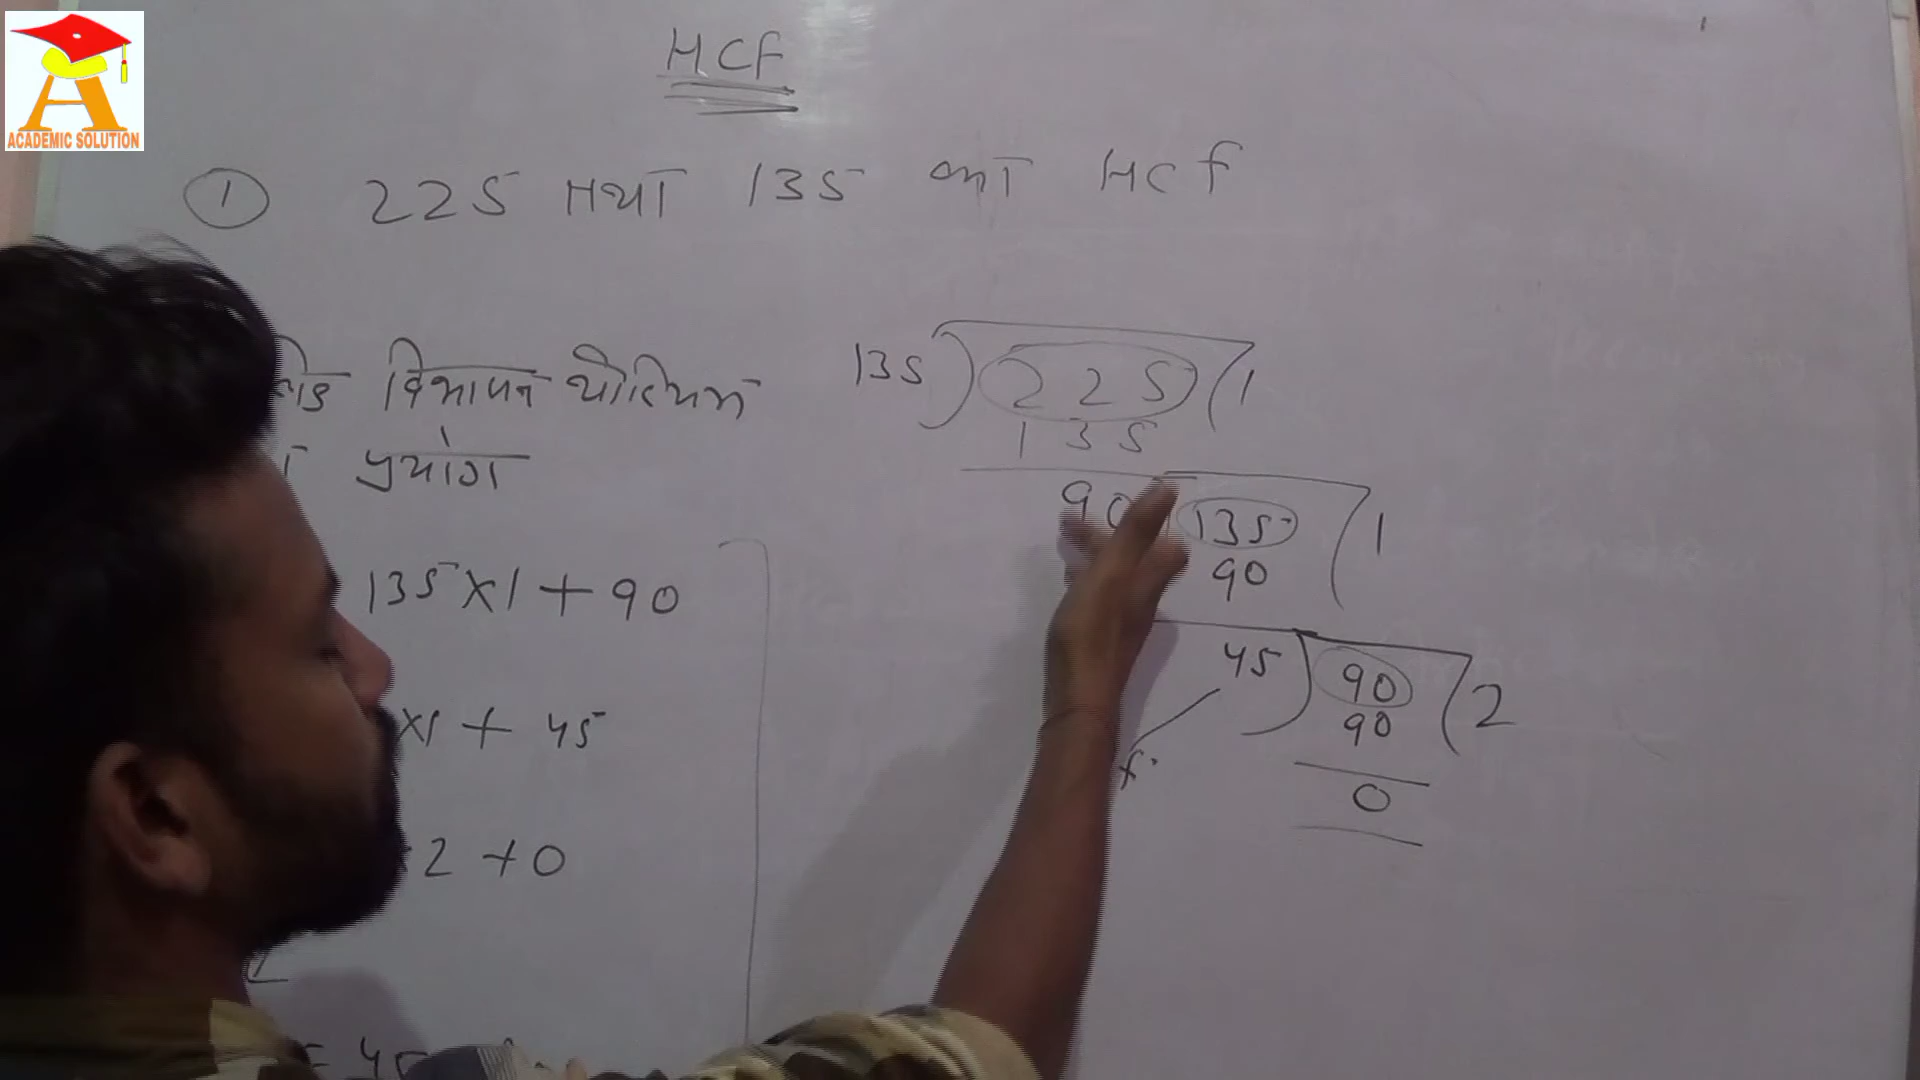 ACADEMIC SOLUTION
HCF
1 225 तथा 135 का HCF
विभाजन
प्रयोग
135 X 1 + 90
X1 + 45
2 + 0
= 45
135) 225 (1
135
90 135 (1
90
45) 90 (2
90
0